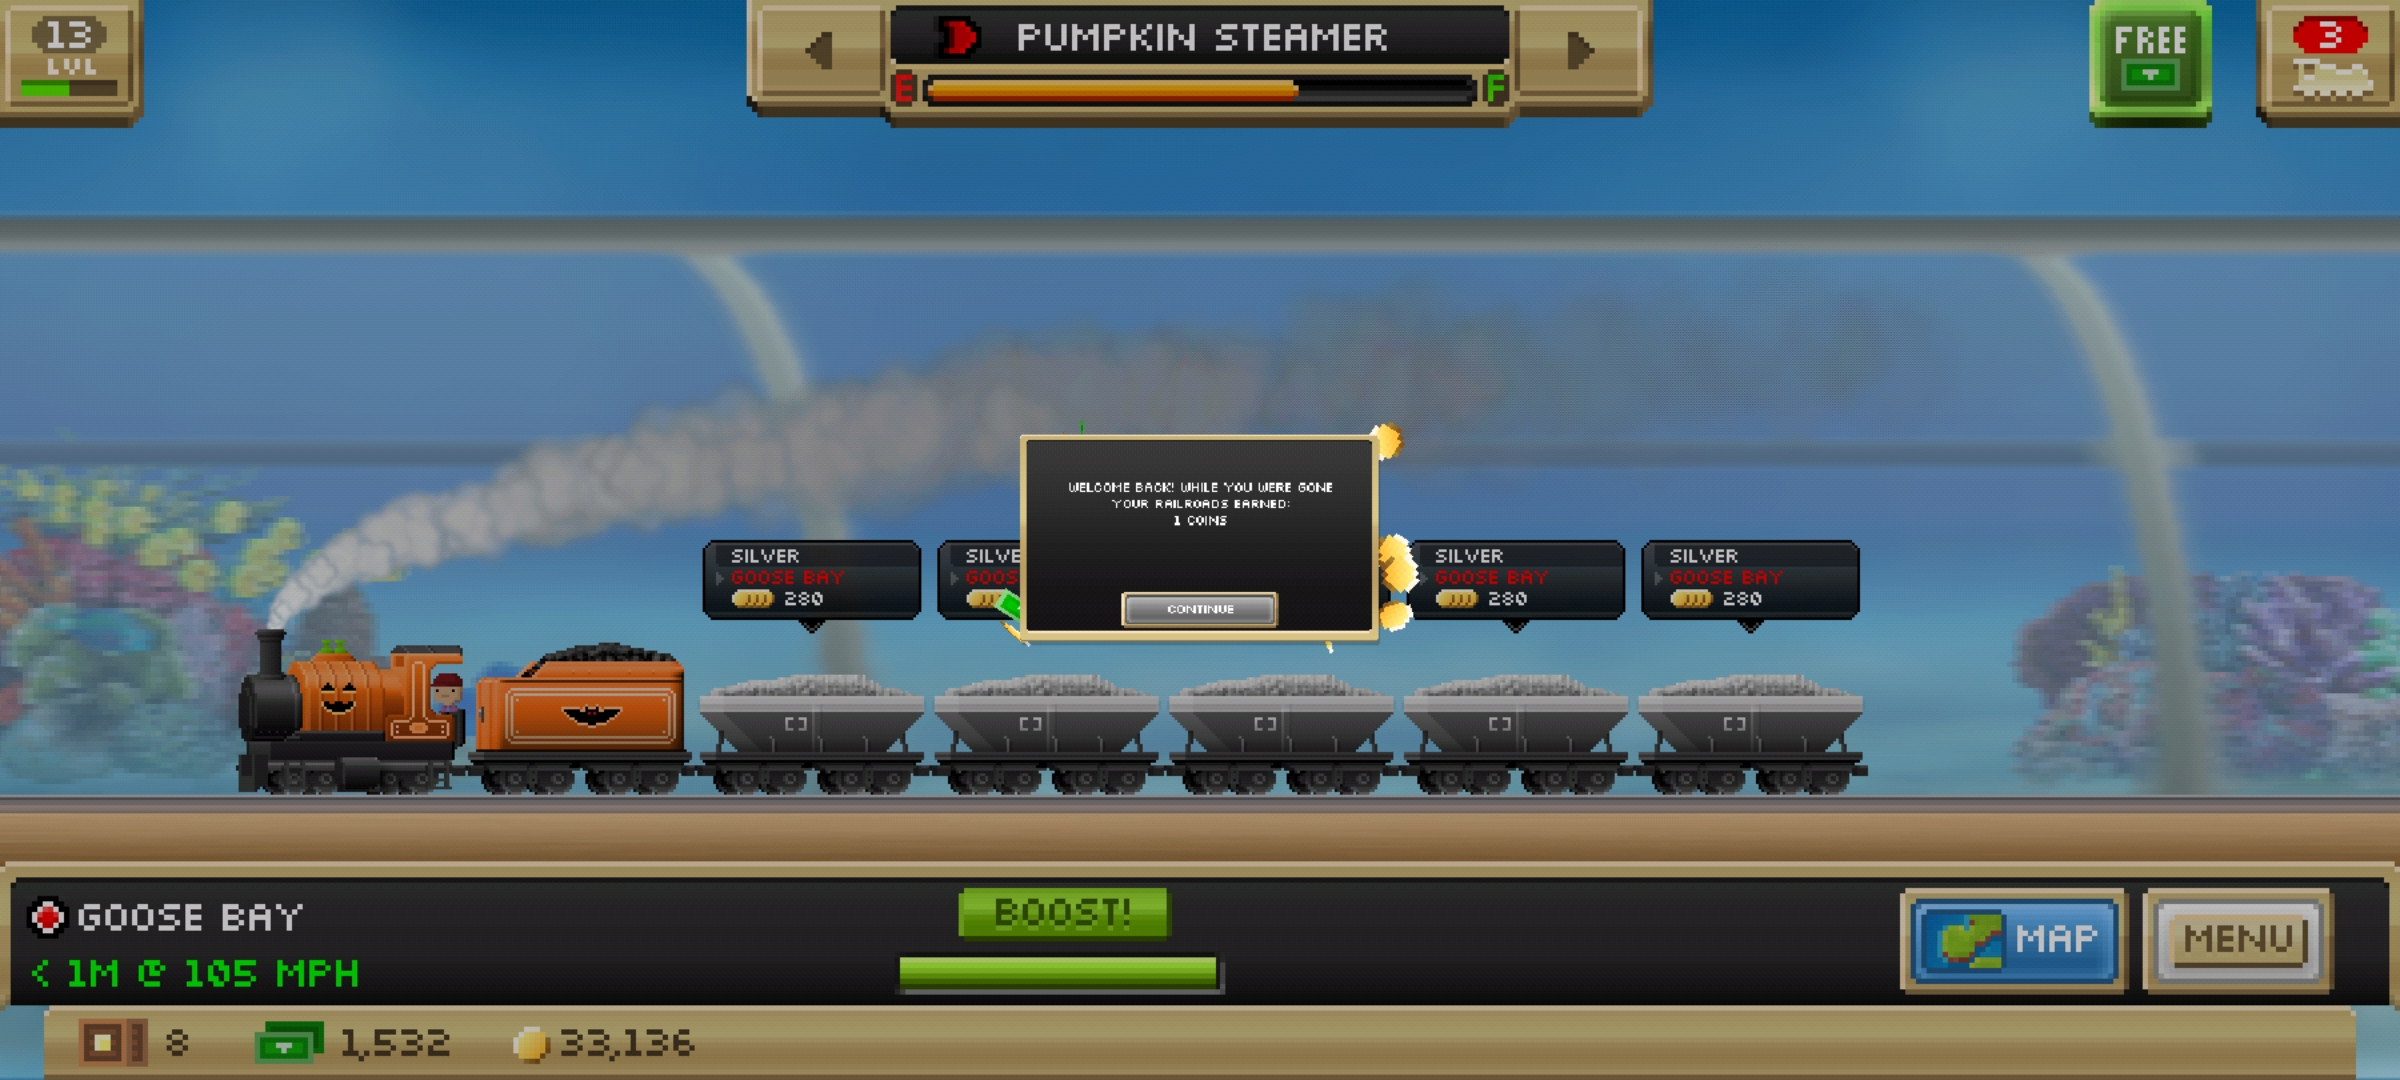 13
LVL
PUMPKIN STEAMER
E
F
FREE
3
WELCOME BACK! WHILE YOU WERE GONE
YOUR RAILROADS EARNED:
1 COINS
CONTINUE
SILVER
GOOSE BAY
280
SILVE
GOOS
SILVER
GOOSE BAY
280
SILVER
GOOSE BAY
280
GOOSE BAY
< 1M @ 105 MPH
BOOST!
MAP
MENU
8
1,532
33,136